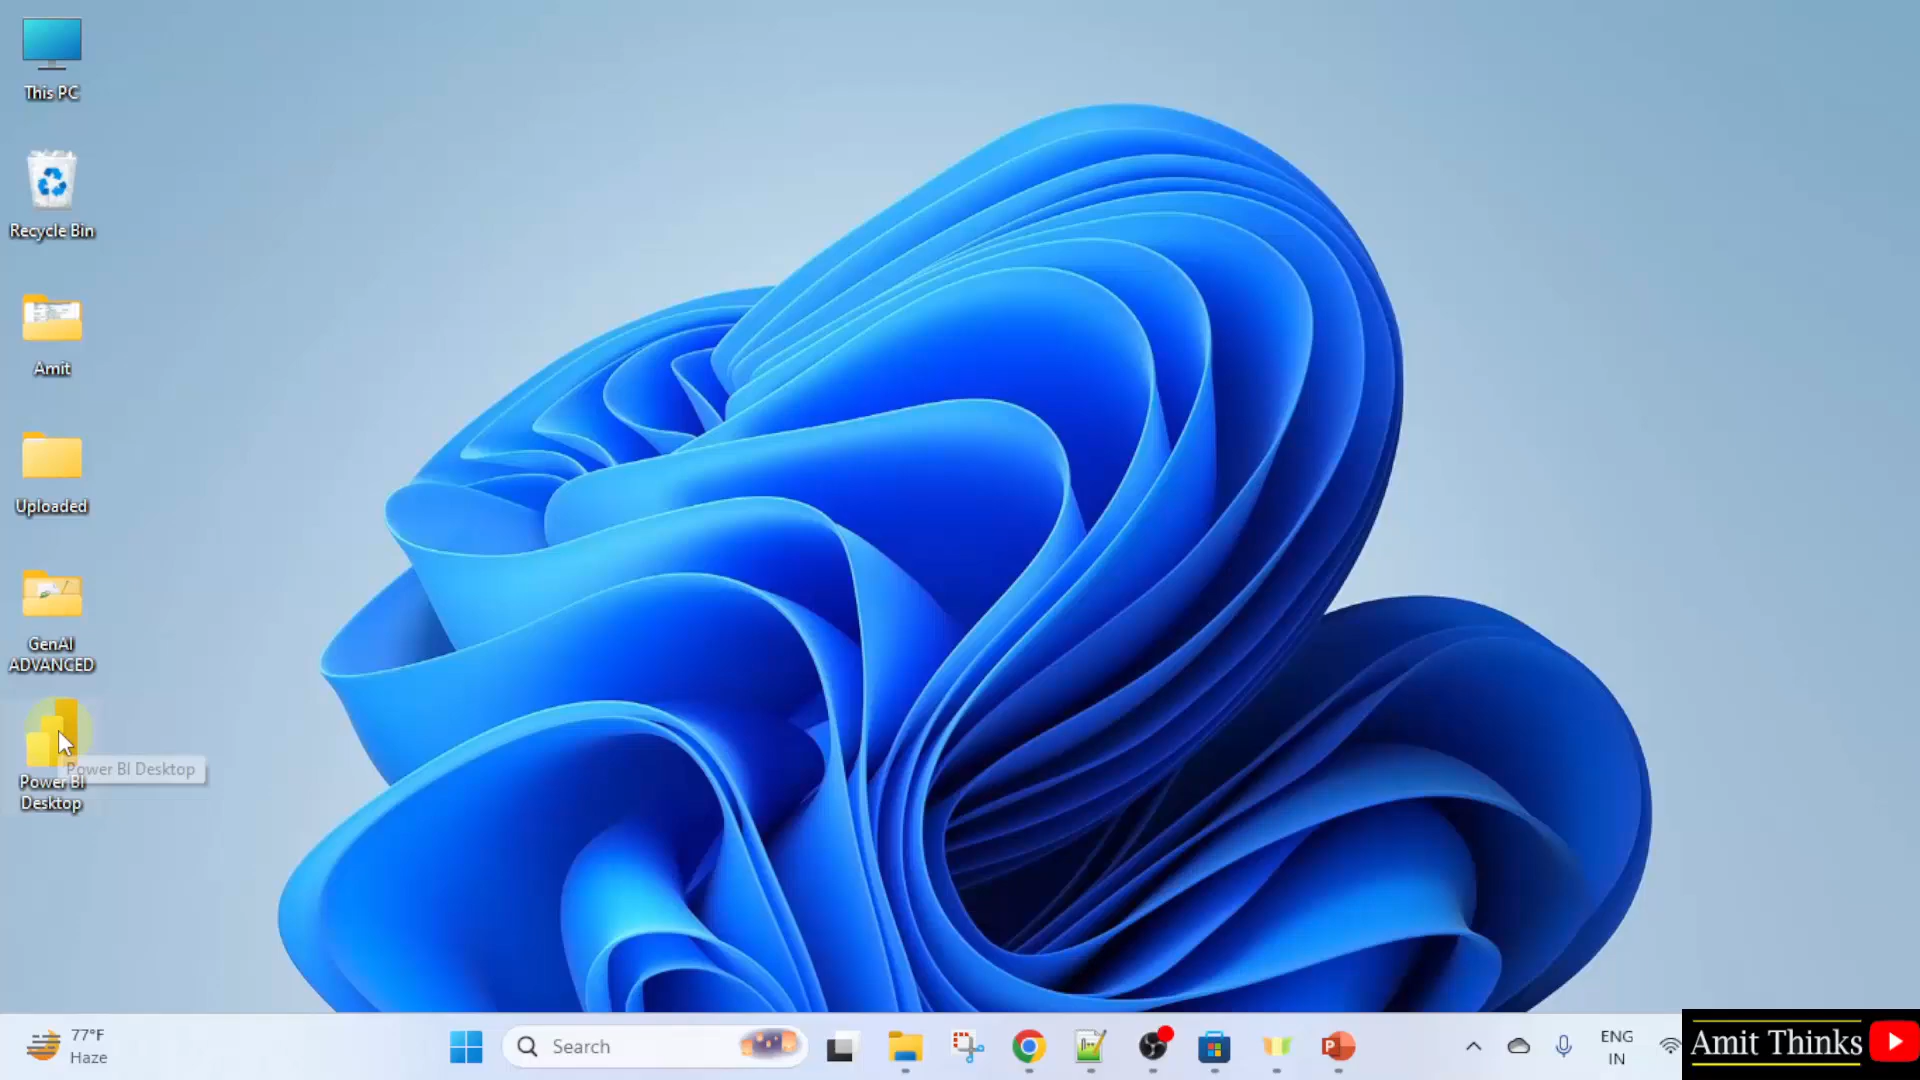 This PC
Recycle Bin
Amit
Uploaded
GenAI
ADVANCED
Power BI Desktop
Power BI
Desktop
77°F
Haze
Search
ENG
IN
Amit Thinks